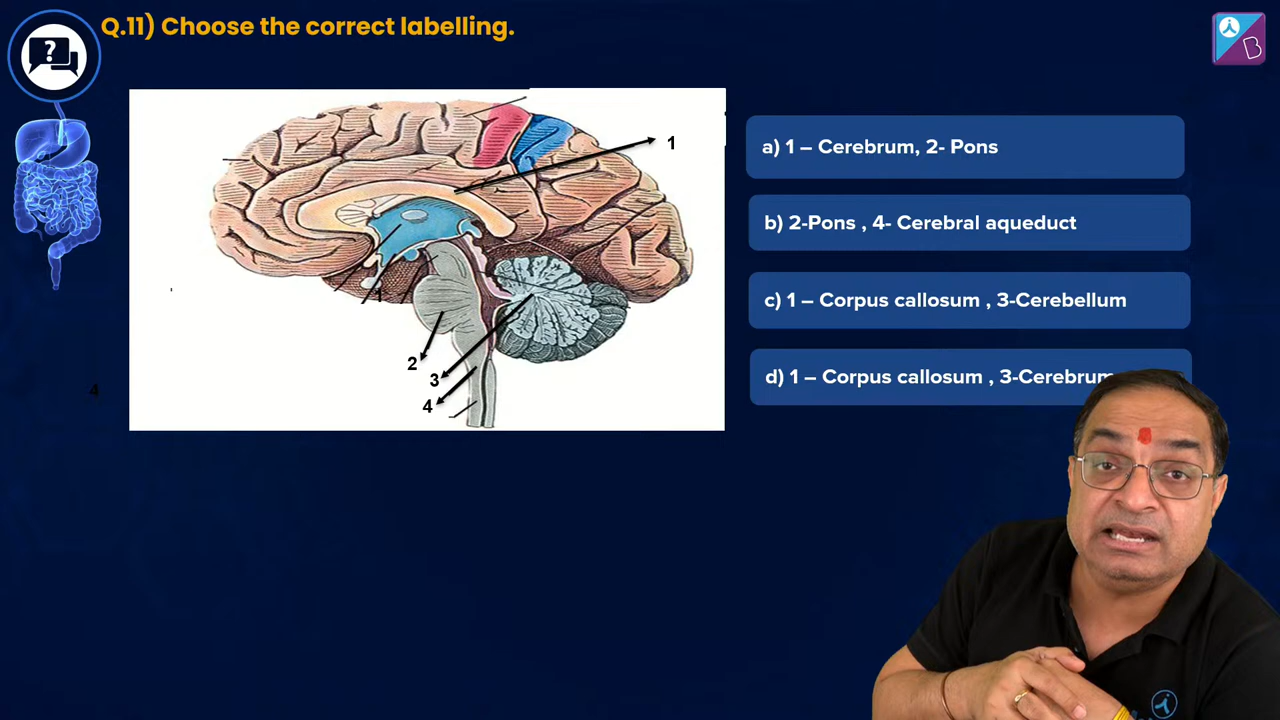 Q.11) Choose the correct labelling.
1
a) 1 – Cerebrum, 2- Pons
b) 2-Pons , 4- Cerebral aqueduct
c) 1 – Corpus callosum , 3-Cerebellum
2
3
d) 1 – Corpus callosum , 3-Cerebrum
4
4
B